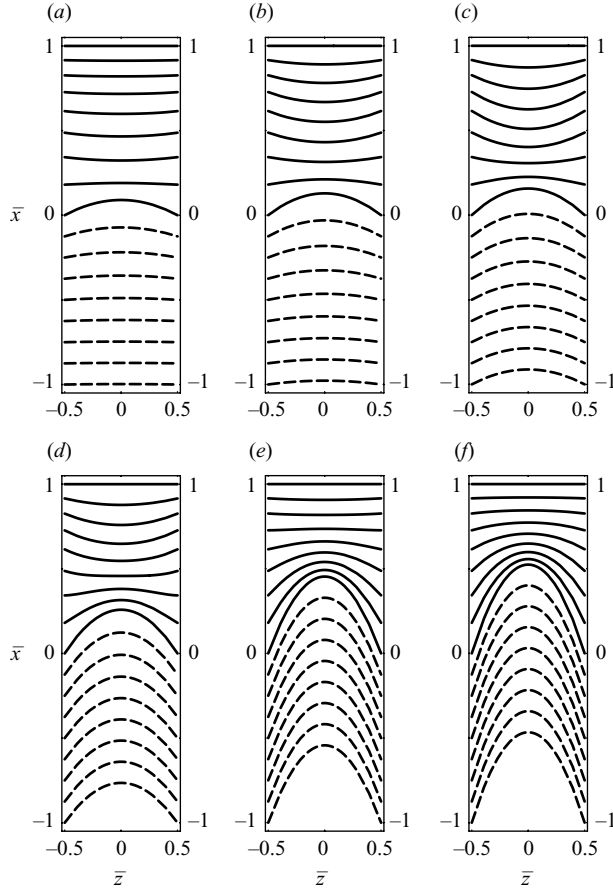 (a) (b) (c)
1 1 1 1 1 1
x̄ 0 0 0 0 0 0
–1 –1 –1 –1 –1 –1
–0.5 0 0.5 –0.5 0 0.5 –0.5 0 0.5
(d) (e) (f)
1 1 1 1 1 1
x̄ 0 0 0 0 0 0
–1 –1 –1 –1 –1 –1
–0.5 0 0.5 –0.5 0 0.5 –0.5 0 0.5
z̄ z̄ z̄